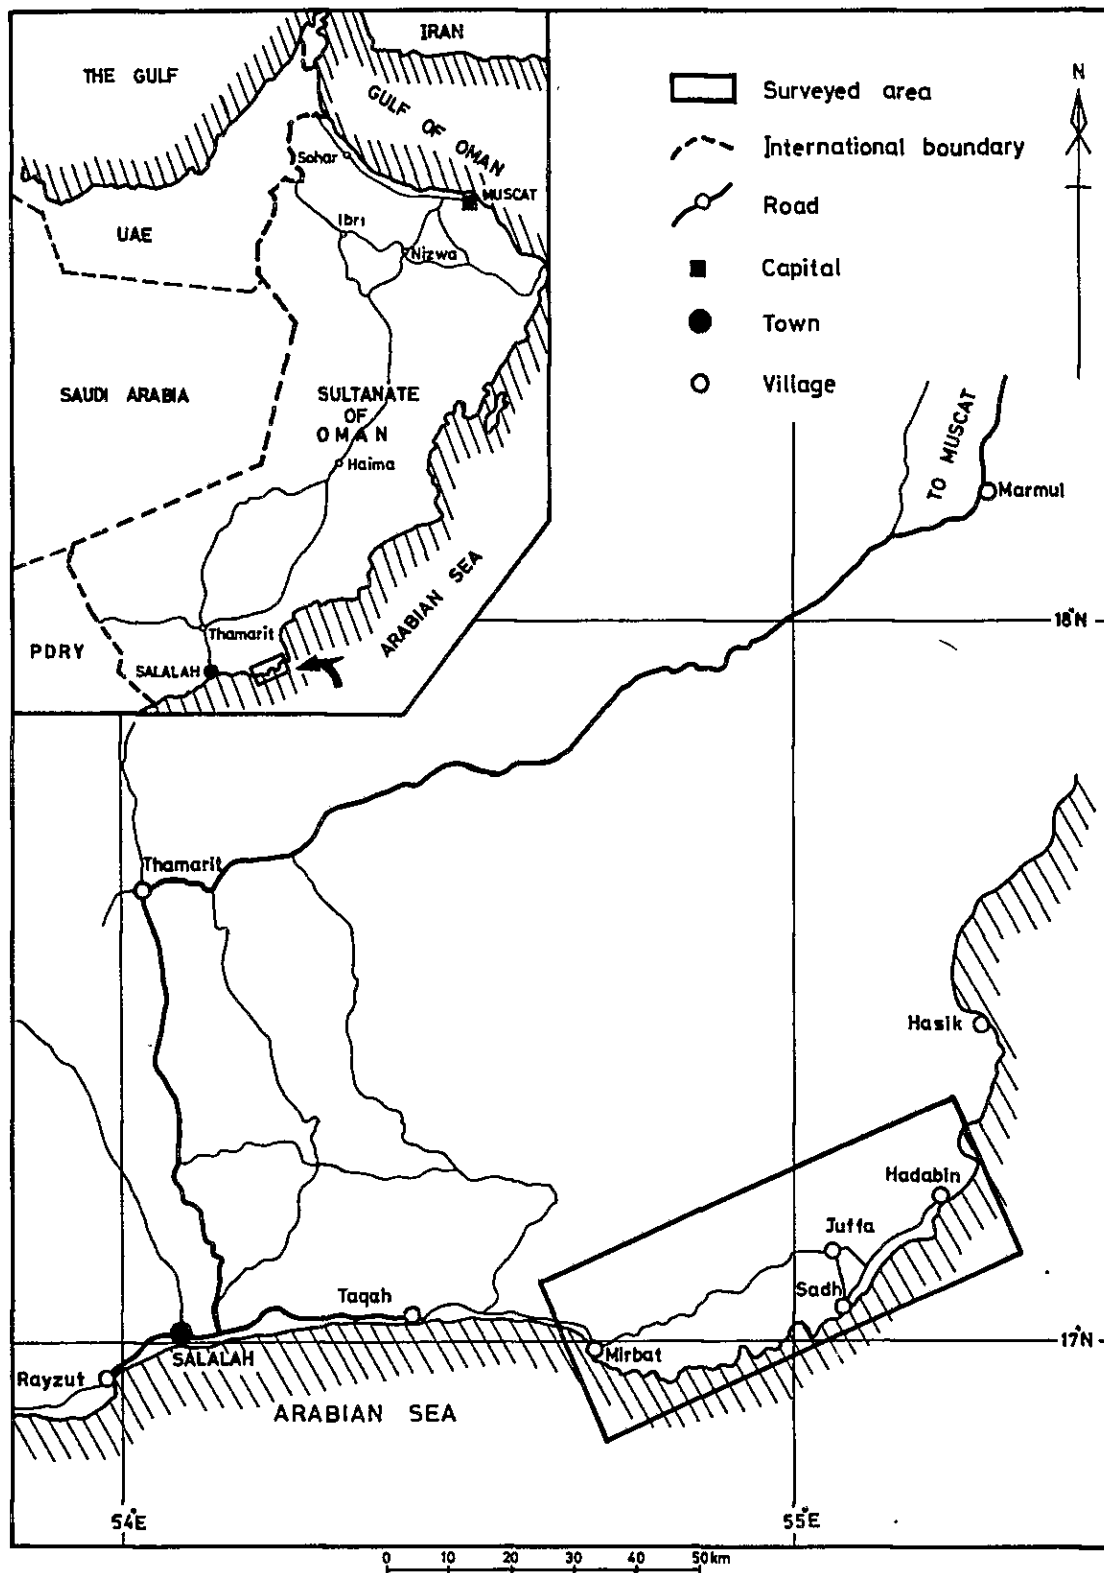 IRAN
THE GULF
GULF OF OMAN
Sohar
MUSCAT
Ibri
UAE
Nizwa
SAUDI ARABIA
SULTANATE
OF
OMAN
Haima
ARABIAN SEA
Thamarit
PDRY
SALALAH
N
Surveyed area
International boundary
Road
Capital
Town
Village
TO MUSCAT
Marmul
18°N
Thamarit
Hasik
Hadabin
Juffa
Sadh
Taqah
Mirbat
17°N
SALALAH
Rayzut
ARABIAN SEA
54°E
55°E
0 10 20 30 40 50km